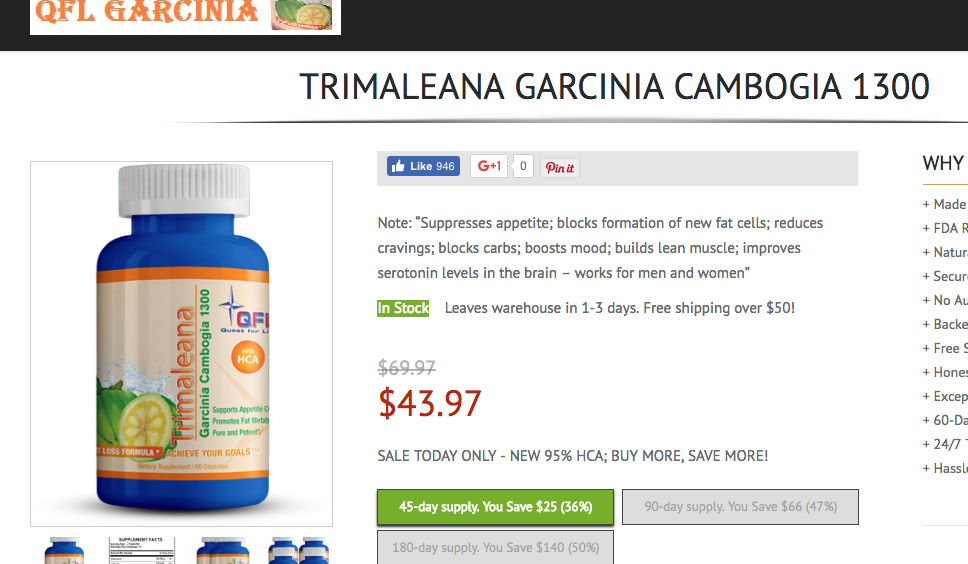 QFL GARCINIA
TRIMALEANA GARCINIA CAMBOGIA 1300
Like 946
G+1
0
Pin it
WHY
+ Made
+ FDA R
+ Natur
+ Secur
+ No Au
+ Backe
+ Free S
+ Hones
+ Excep
+ 60-Da
+ 24/7 T
+ Hassle
Note: “Suppresses appetite; blocks formation of new fat cells; reduces
cravings; blocks carbs; boosts mood; builds lean muscle; improves
serotonin levels in the brain – works for men and women”
In Stock Leaves warehouse in 1-3 days. Free shipping over $50!
$69.97
$43.97
SALE TODAY ONLY - NEW 95% HCA; BUY MORE, SAVE MORE!
45-day supply. You Save $25 (36%)
90-day supply. You Save $66 (47%)
180-day supply. You Save $140 (50%)
QFL
Quest for L
Trimaleana
Garcinia Cambogia 1300
with
HCA
Supports Appetite C
Promotes Fat Metab
Pure and Potent*
T LOSS FORMULA* ACHIEVE YOUR GOALS
Dietary Supplement | 60 Capsules
SUPPLEMENT FACTS